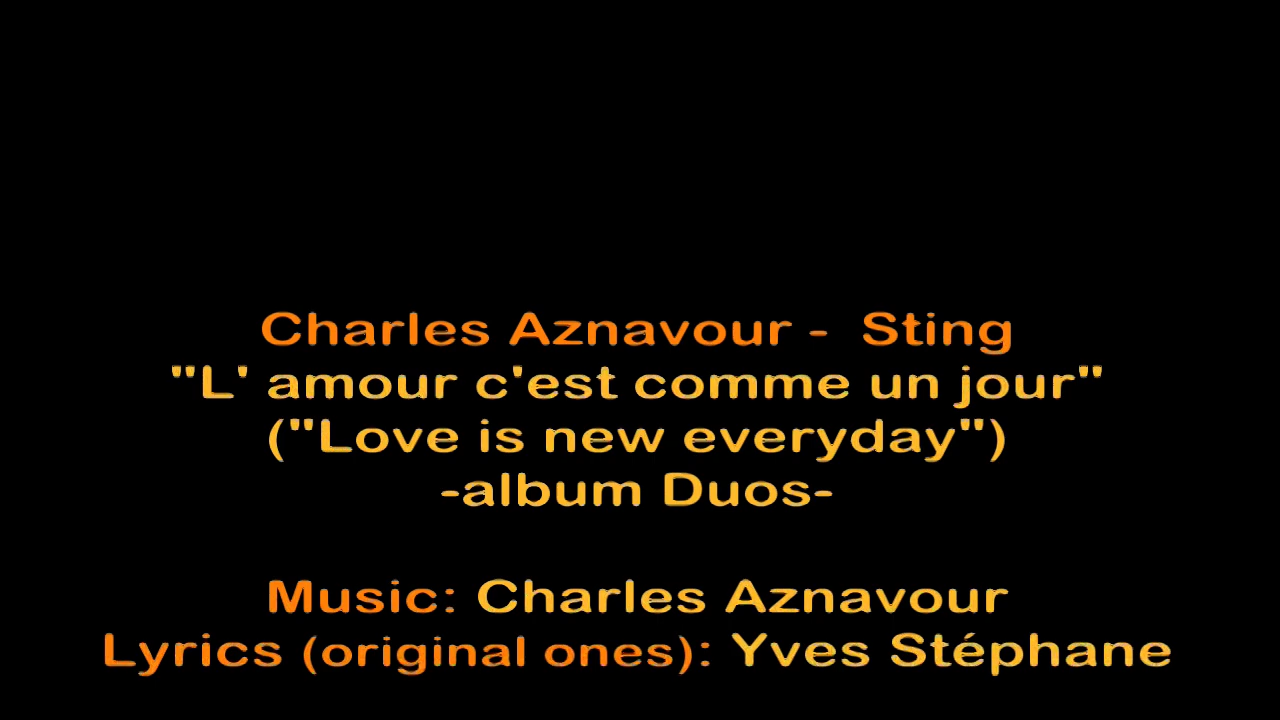 Charles Aznavour -  Sting
"L' amour c'est comme un jour"
("Love is new everyday")
-album Duos-
Music: Charles Aznavour
Lyrics (original ones): Yves Stéphane